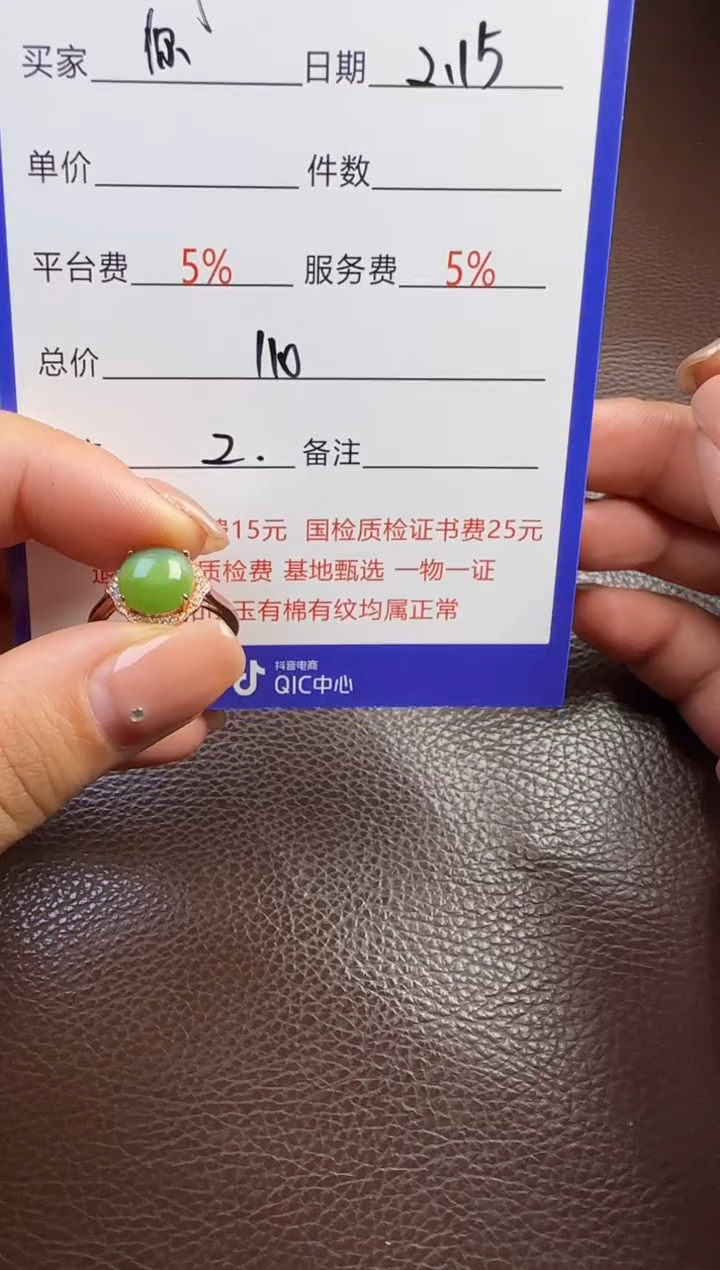 买家 你 日期 2.15
单价 件数
平台费 5% 服务费 5%
总价 110
2. 备注
15元 国检质检证书费25元
退 质检费 基地甄选 一物一证
玉有棉有纹均属正常
抖音电商
QIC中心